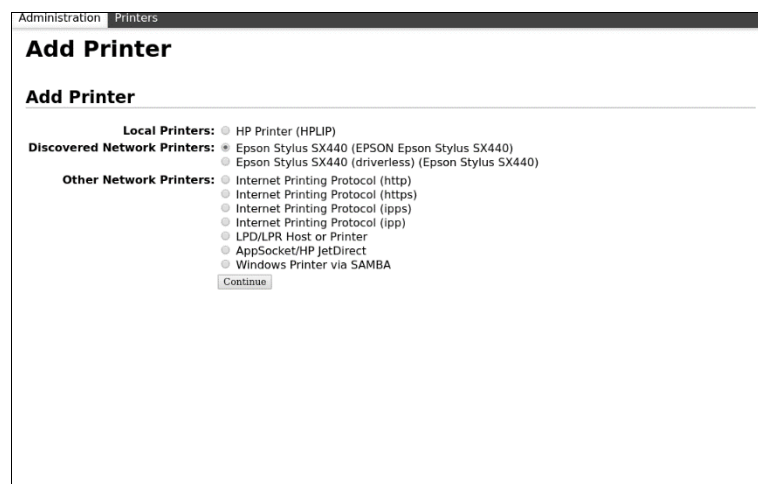 Administration Printers
Add Printer
Add Printer
Local Printers: HP Printer (HPLIP)
Discovered Network Printers: Epson Stylus SX440 (EPSON Epson Stylus SX440)
Epson Stylus SX440 (driverless) (Epson Stylus SX440)
Other Network Printers: Internet Printing Protocol (http)
Internet Printing Protocol (https)
Internet Printing Protocol (ipps)
Internet Printing Protocol (ipp)
LPD/LPR Host or Printer
AppSocket/HP JetDirect
Windows Printer via SAMBA
Continue